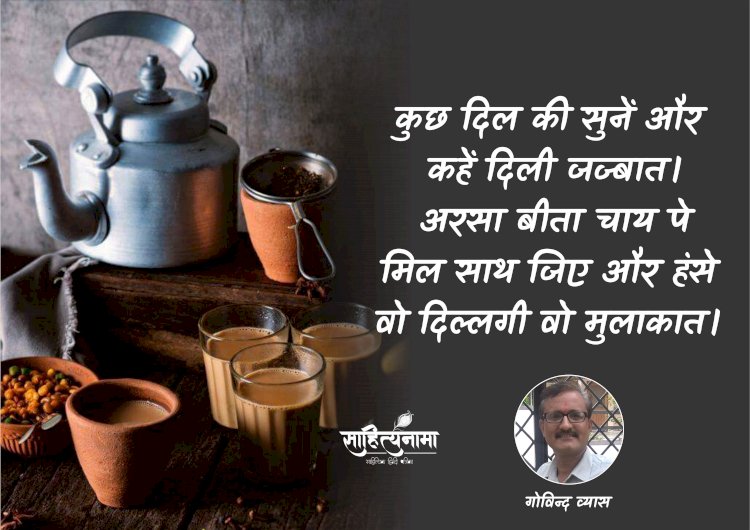 कुछ दिल की सुनें और
कहें दिली जज्बात।
अरसा बीता चाय पे
मिल साथ जिए और हंसे
वो दिल्लगी वो मुलाकात।
साहित्यनामा
गोविन्द व्यास